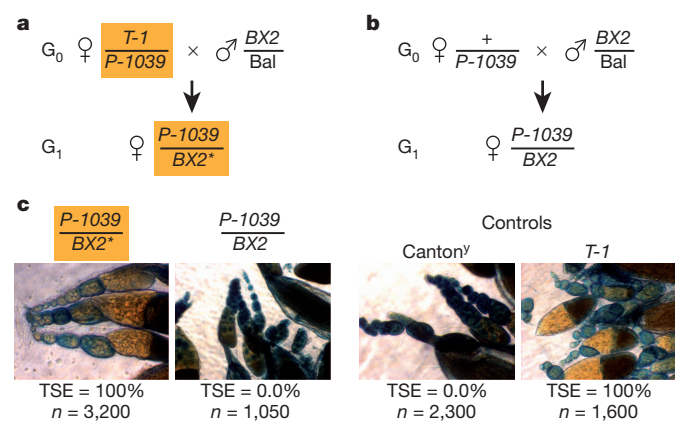 a
G0 ♀ T-1 / P-1039 × ♂ BX2 / Bal
G1 ♀ P-1039 / BX2*
b
G0 ♀ + / P-1039 × ♂ BX2 / Bal
G1 ♀ P-1039 / BX2
c
P-1039 / BX2*
P-1039 / BX2
Controls
Cantonʸ
T-1
TSE = 100%
n = 3,200
TSE = 0.0%
n = 1,050
TSE = 0.0%
n = 2,300
TSE = 100%
n = 1,600